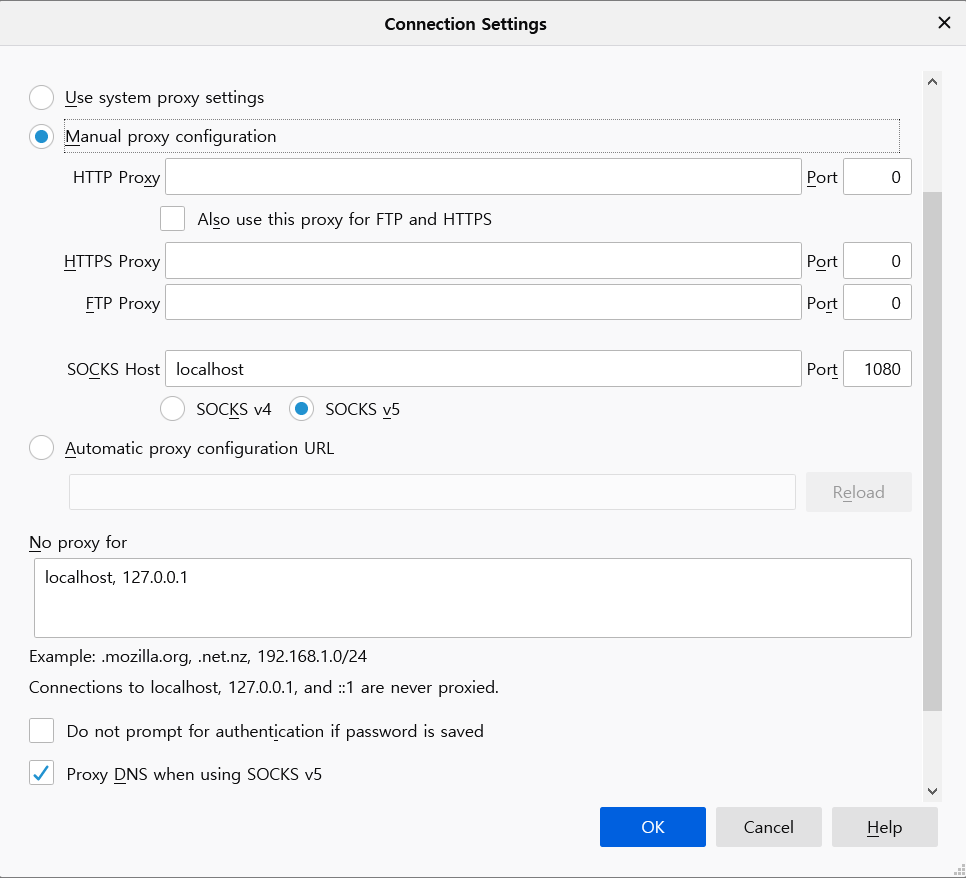 Connection Settings
Use system proxy settings
Manual proxy configuration
HTTP Proxy Port 0
Also use this proxy for FTP and HTTPS
HTTPS Proxy Port 0
FTP Proxy Port 0
SOCKS Host localhost Port 1080
SOCKS v4 SOCKS v5
Automatic proxy configuration URL
Reload
No proxy for
localhost, 127.0.0.1
Example: .mozilla.org, .net.nz, 192.168.1.0/24
Connections to localhost, 127.0.0.1, and ::1 are never proxied.
Do not prompt for authentication if password is saved
Proxy DNS when using SOCKS v5
OK Cancel Help